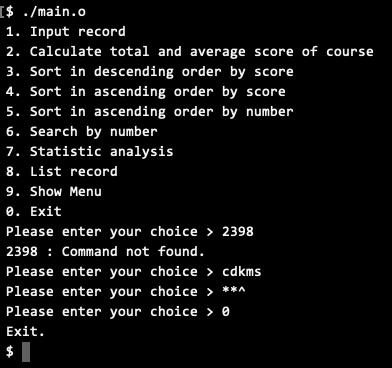 $ ./main.o
1. Input record
2. Calculate total and average score of course
3. Sort in descending order by score
4. Sort in ascending order by score
5. Sort in ascending order by number
6. Search by number
7. Statistic analysis
8. List record
9. Show Menu
0. Exit
Please enter your choice > 2398
2398 : Command not found.
Please enter your choice > cdkms
Please enter your choice > **^
Please enter your choice > 0
Exit.
$